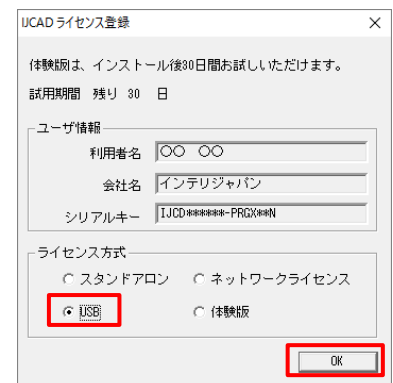 IJCAD ライセンス登録
体験版は、インストール後30日間お試しいただけます。
試用期間 残り 30 日
ユーザ情報
利用者名 〇〇 〇〇
会社名 インテリジャパン
シリアルキー IJCD******-PRGX**N
ライセンス方式
スタンドアロン ネットワークライセンス
USB 体験版
OK